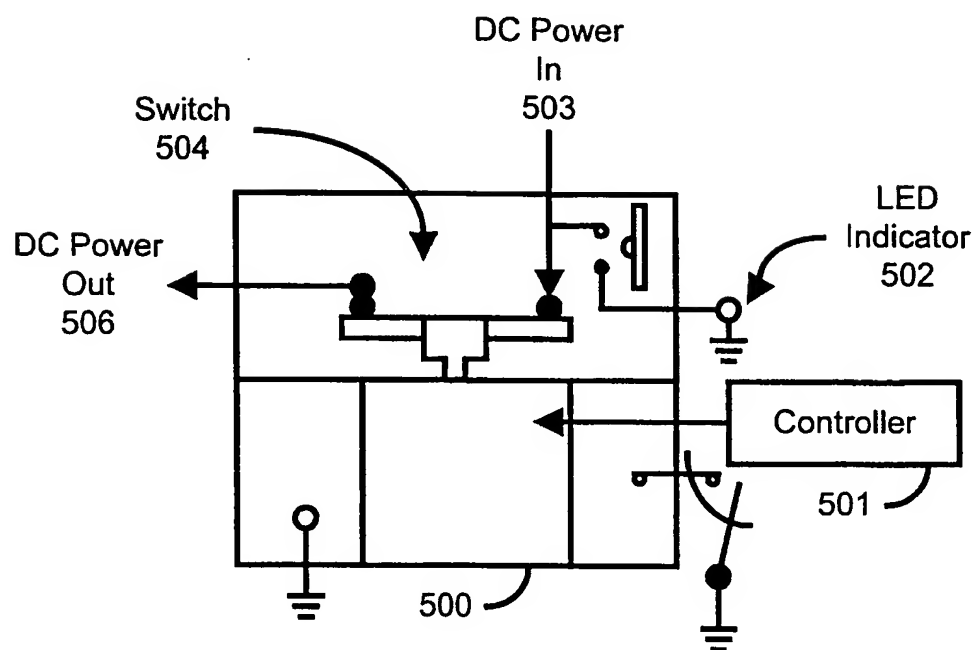 DC Power
In
503
Switch
504
LED
Indicator
502
DC Power
Out
506
Controller
501
500